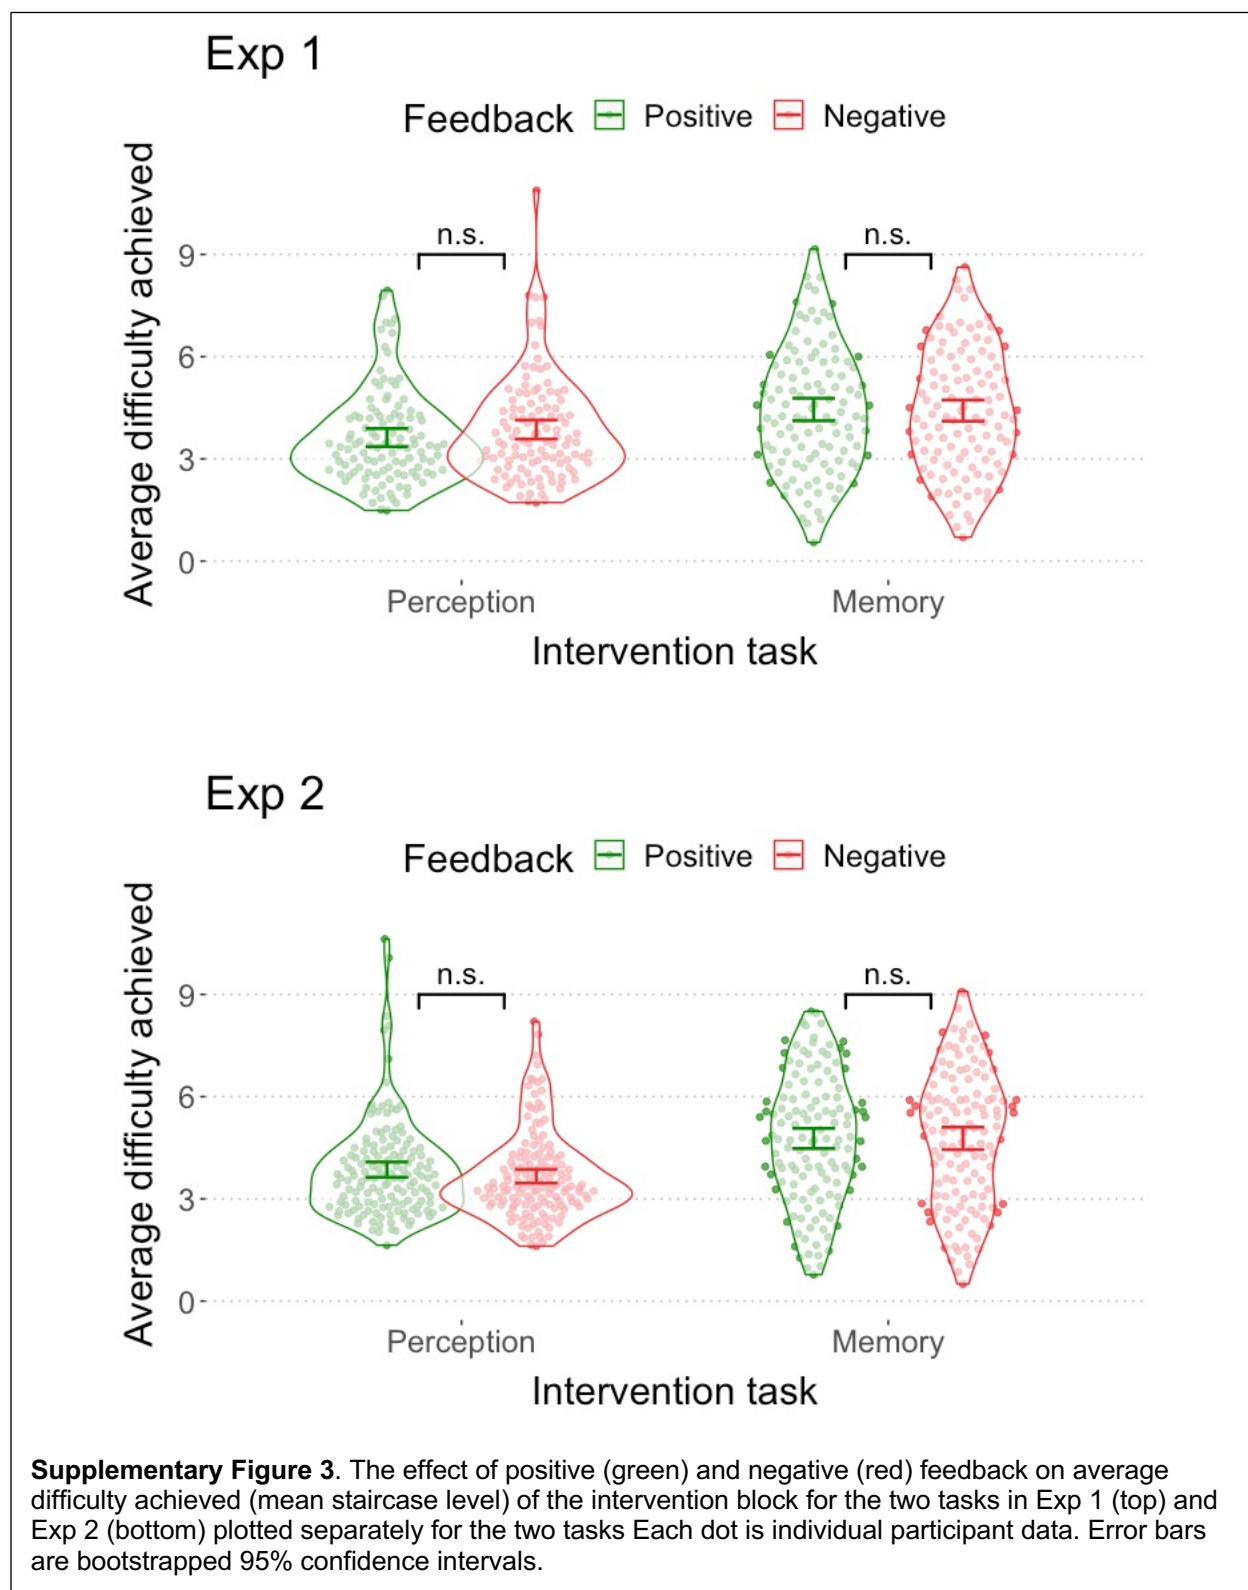 Exp 1
Feedback Positive Negative
Average difficulty achieved
9
6
3
0
n.s.
n.s.
Perception
Memory
Intervention task
Exp 2
Feedback Positive Negative
Average difficulty achieved
9
6
3
0
n.s.
n.s.
Perception
Memory
Intervention task
Supplementary Figure 3. The effect of positive (green) and negative (red) feedback on average
difficulty achieved (mean staircase level) of the intervention block for the two tasks in Exp 1 (top) and
Exp 2 (bottom) plotted separately for the two tasks Each dot is individual participant data. Error bars
are bootstrapped 95% confidence intervals.